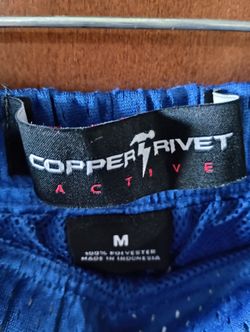 COPPER RIVET
ACTIVE
M
100% POLYESTER
MADE IN INDONESIA